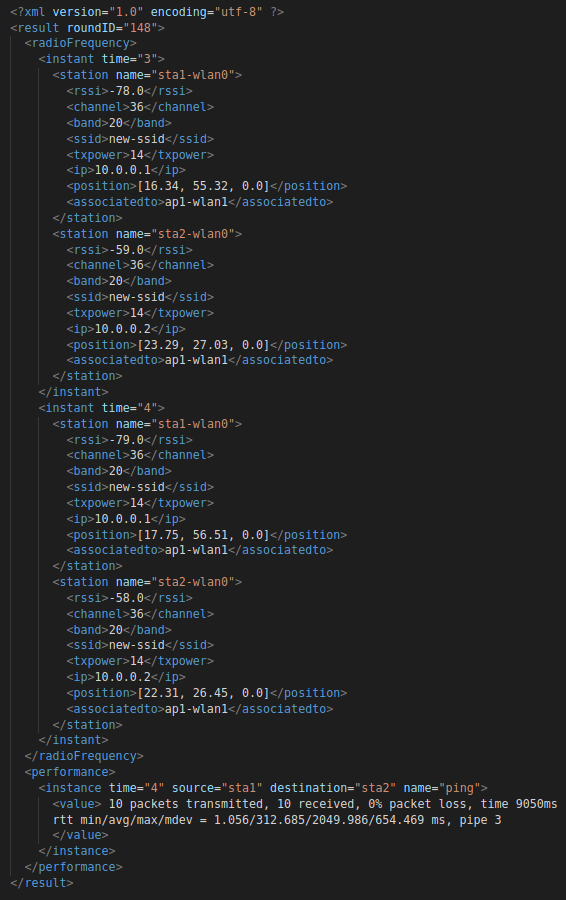 <?xml version="1.0" encoding="utf-8" ?>
<result roundID="148">
<radioFrequency>
<instant time="3">
<station name="sta1-wlan0">
<rssi>-78.0</rssi>
<channel>36</channel>
<band>20</band>
<ssid>new-ssid</ssid>
<txpower>14</txpower>
<ip>10.0.0.1</ip>
<position>[16.34, 55.32, 0.0]</position>
<associatedto>ap1-wlan1</associatedto>
</station>
<station name="sta2-wlan0">
<rssi>-59.0</rssi>
<channel>36</channel>
<band>20</band>
<ssid>new-ssid</ssid>
<txpower>14</txpower>
<ip>10.0.0.2</ip>
<position>[23.29, 27.03, 0.0]</position>
<associatedto>ap1-wlan1</associatedto>
</station>
</instant>
<instant time="4">
<station name="sta1-wlan0">
<rssi>-79.0</rssi>
<channel>36</channel>
<band>20</band>
<ssid>new-ssid</ssid>
<txpower>14</txpower>
<ip>10.0.0.1</ip>
<position>[17.75, 56.51, 0.0]</position>
<associatedto>ap1-wlan1</associatedto>
</station>
<station name="sta2-wlan0">
<rssi>-58.0</rssi>
<channel>36</channel>
<band>20</band>
<ssid>new-ssid</ssid>
<txpower>14</txpower>
<ip>10.0.0.2</ip>
<position>[22.31, 26.45, 0.0]</position>
<associatedto>ap1-wlan1</associatedto>
</station>
</instant>
</radioFrequency>
<performance>
<instance time="4" source="sta1" destination="sta2" name="ping">
<value> 10 packets transmitted, 10 received, 0% packet loss, time 9050ms
rtt min/avg/max/mdev = 1.056/312.685/2049.986/654.469 ms, pipe 3
</value>
</instance>
</performance>
</result>